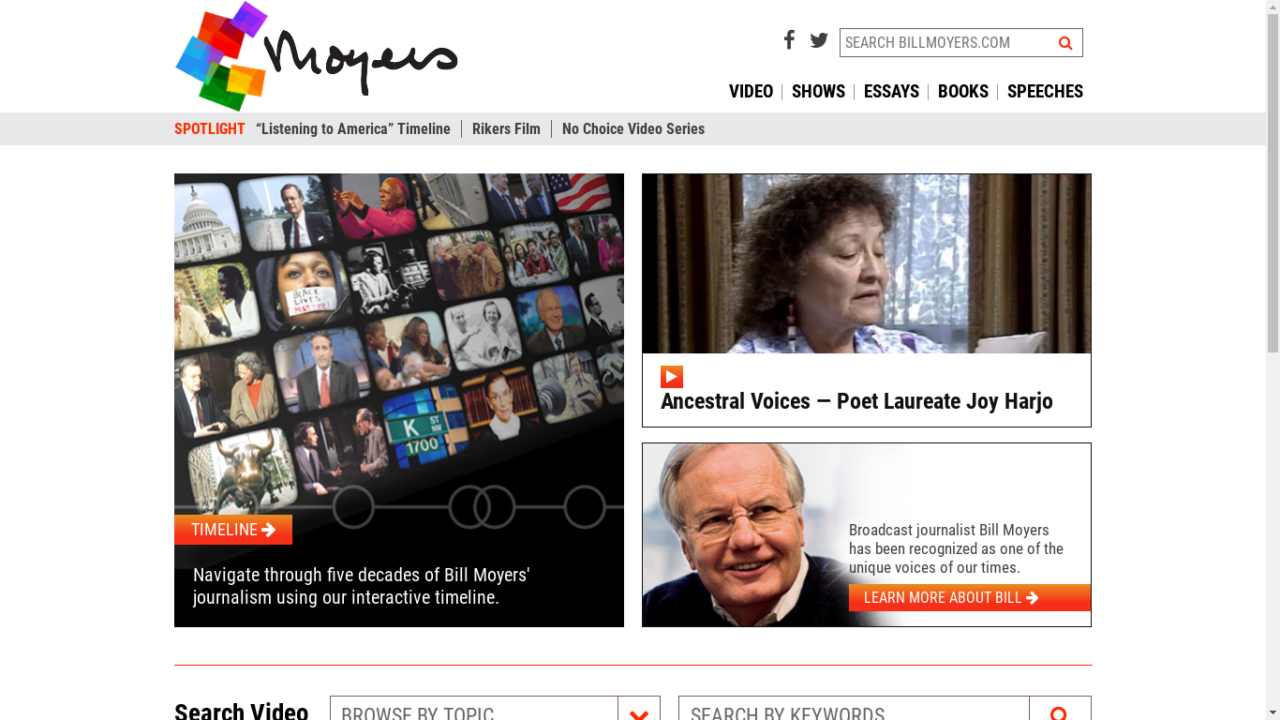 Moyers
SEARCH BILLMOYERS.COM
VIDEO SHOWS ESSAYS BOOKS SPEECHES
SPOTLIGHT “Listening to America” Timeline Rikers Film No Choice Video Series
BLACK
LIVES
MATTER!
K ST
NW
1700
TIMELINE
Navigate through five decades of Bill Moyers'
journalism using our interactive timeline.
Ancestral Voices — Poet Laureate Joy Harjo
Broadcast journalist Bill Moyers
has been recognized as one of the
unique voices of our times.
LEARN MORE ABOUT BILL
Search Video BROWSE BY TOPIC SEARCH BY KEYWORDS